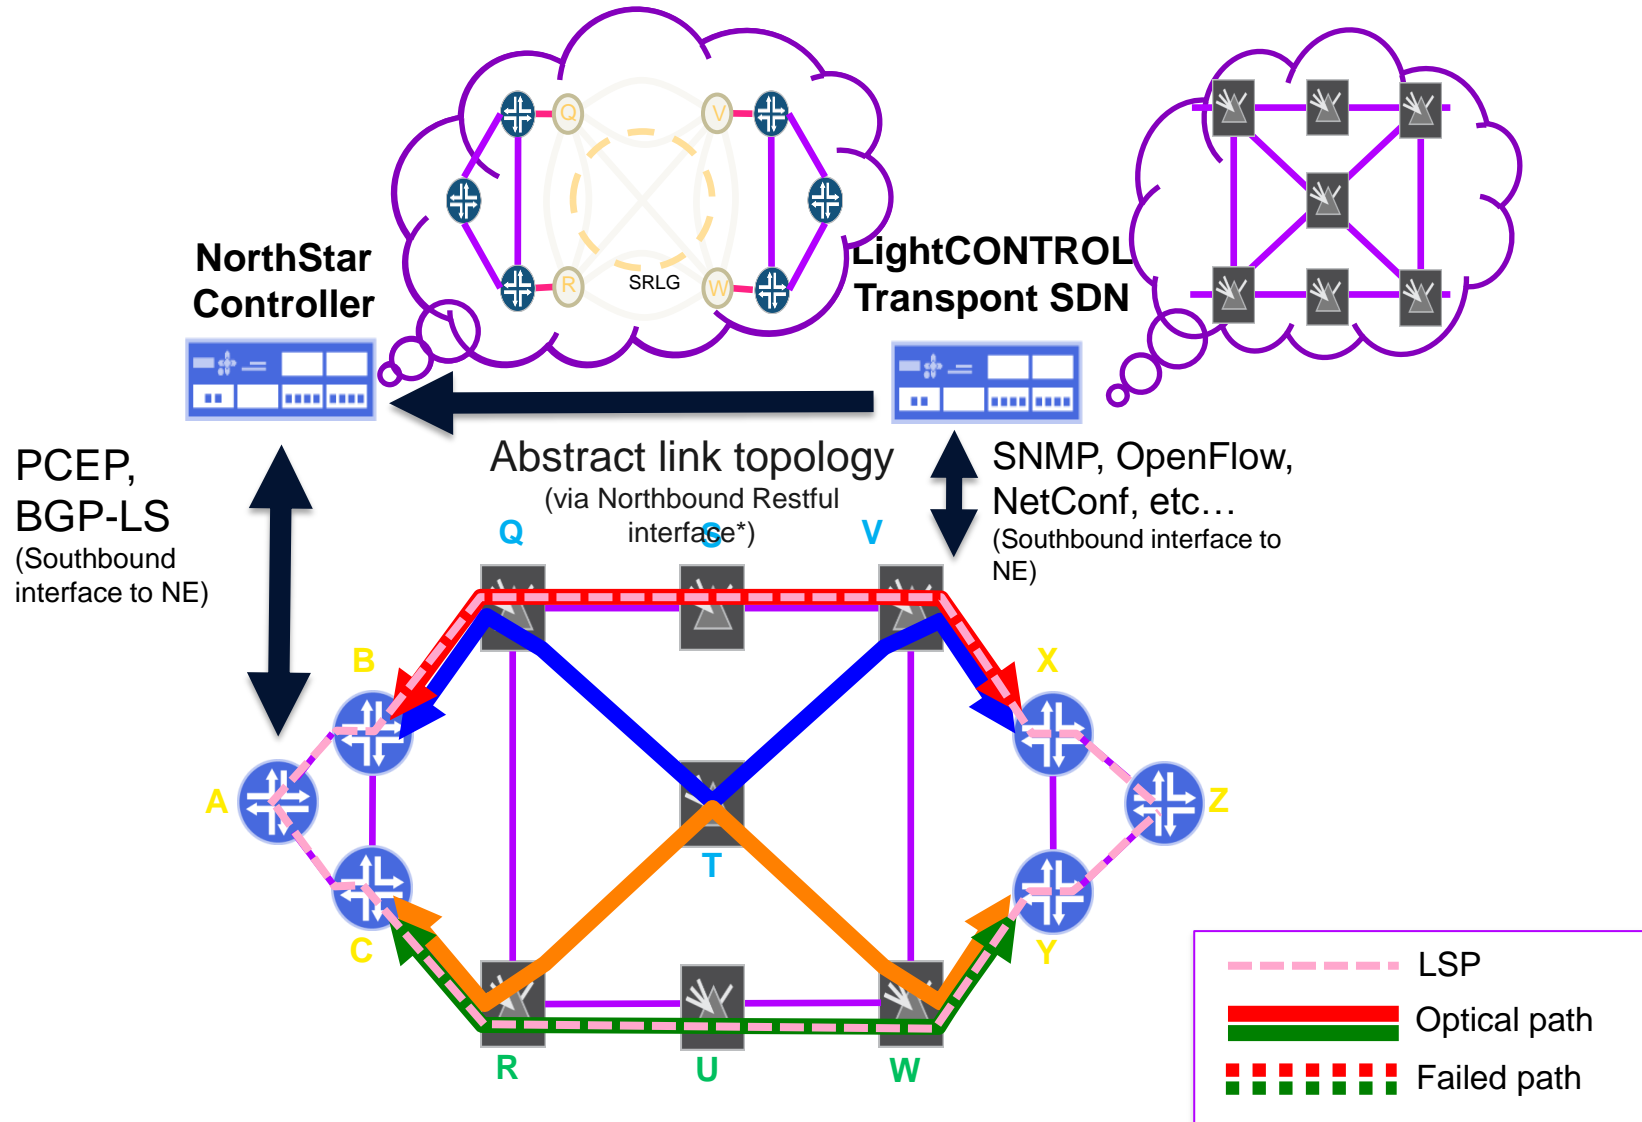 Q
V
R
SRLG
W
NorthStar
Controller
LightCONTROL
Transpont SDN
PCEP,
BGP-LS
(Southbound
interface to NE)
Abstract link topology
(via Northbound Restful
interface*)
SNMP, OpenFlow,
NetConf, etc…
(Southbound interface to
NE)
Q
S
V
B
X
A
Z
T
C
Y
R
U
W
LSP
Optical path
Failed path